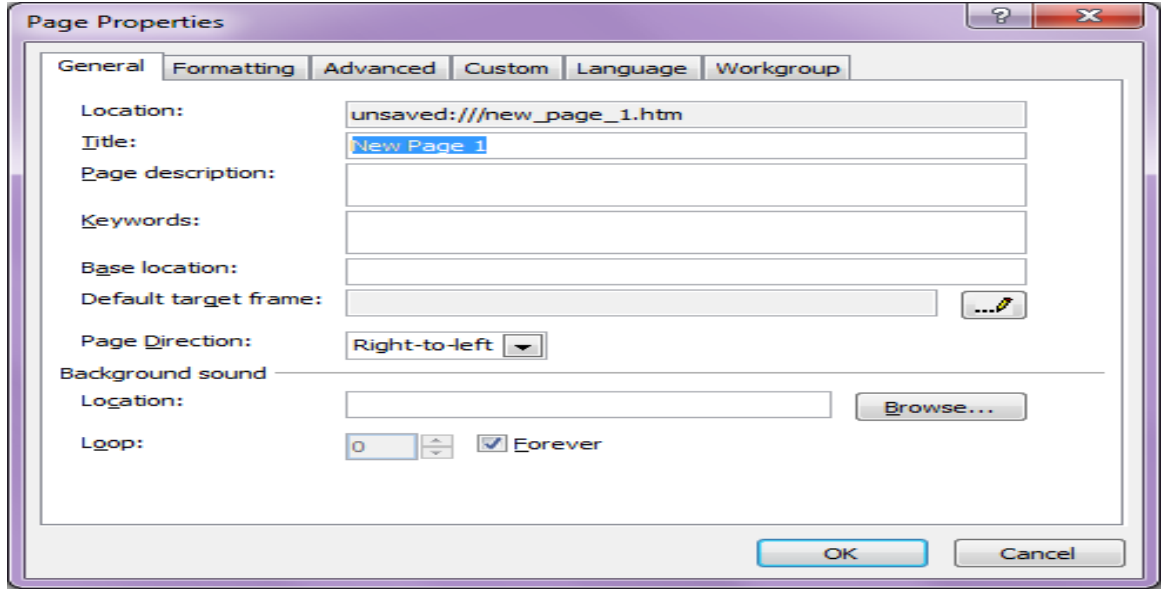 Page Properties
General Formatting Advanced Custom Language Workgroup
Location: unsaved:///new_page_1.htm
Title: New Page 1
Page description:
Keywords:
Base location:
Default target frame: ...
Page Direction: Right-to-left
Background sound
Location: Browse...
Loop: 0 Forever
OK Cancel